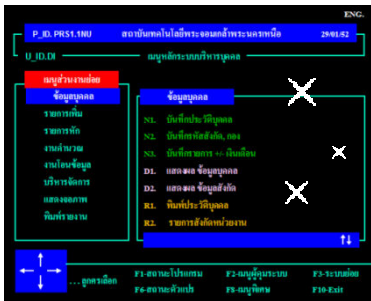 ENG.
P_ID. PRS1.1NU สถาบันเทคโนโลยีพระจอมเกล้าพระนครเหนือ 29/01/52
U_ID.DI เมนูหลักระบบบริหารบุคคล
เมนูส่วนงานย่อย
ข้อมูลบุคคล
รายการเพิ่ม
รายการหัก
งานคำนวณ
งานโอนข้อมูล
บริหารจัดการ
แสดงจอภาพ
พิมพ์รายงาน
ข้อมูลบุคคล
N1. บันทึกประวัติบุคคล
N2. บันทึกรหัสสังกัด, กอง
N3. บันทึกรายการ +/- เงินเดือน
D1. แสดงผล ข้อมูลบุคคล
D2. แสดงผล ข้อมูลสังกัด
R1. พิมพ์ประวัติบุคคล
R2. รายการสังกัดหน่วยงาน
...ลูกศรเลือก
F1-สถานะโปรแกรม F2-เมนูคุมระบบ F3-ระบบย่อย
F6-สถานะตัวแปร F8-เมนูพิเศษ F10-Exit